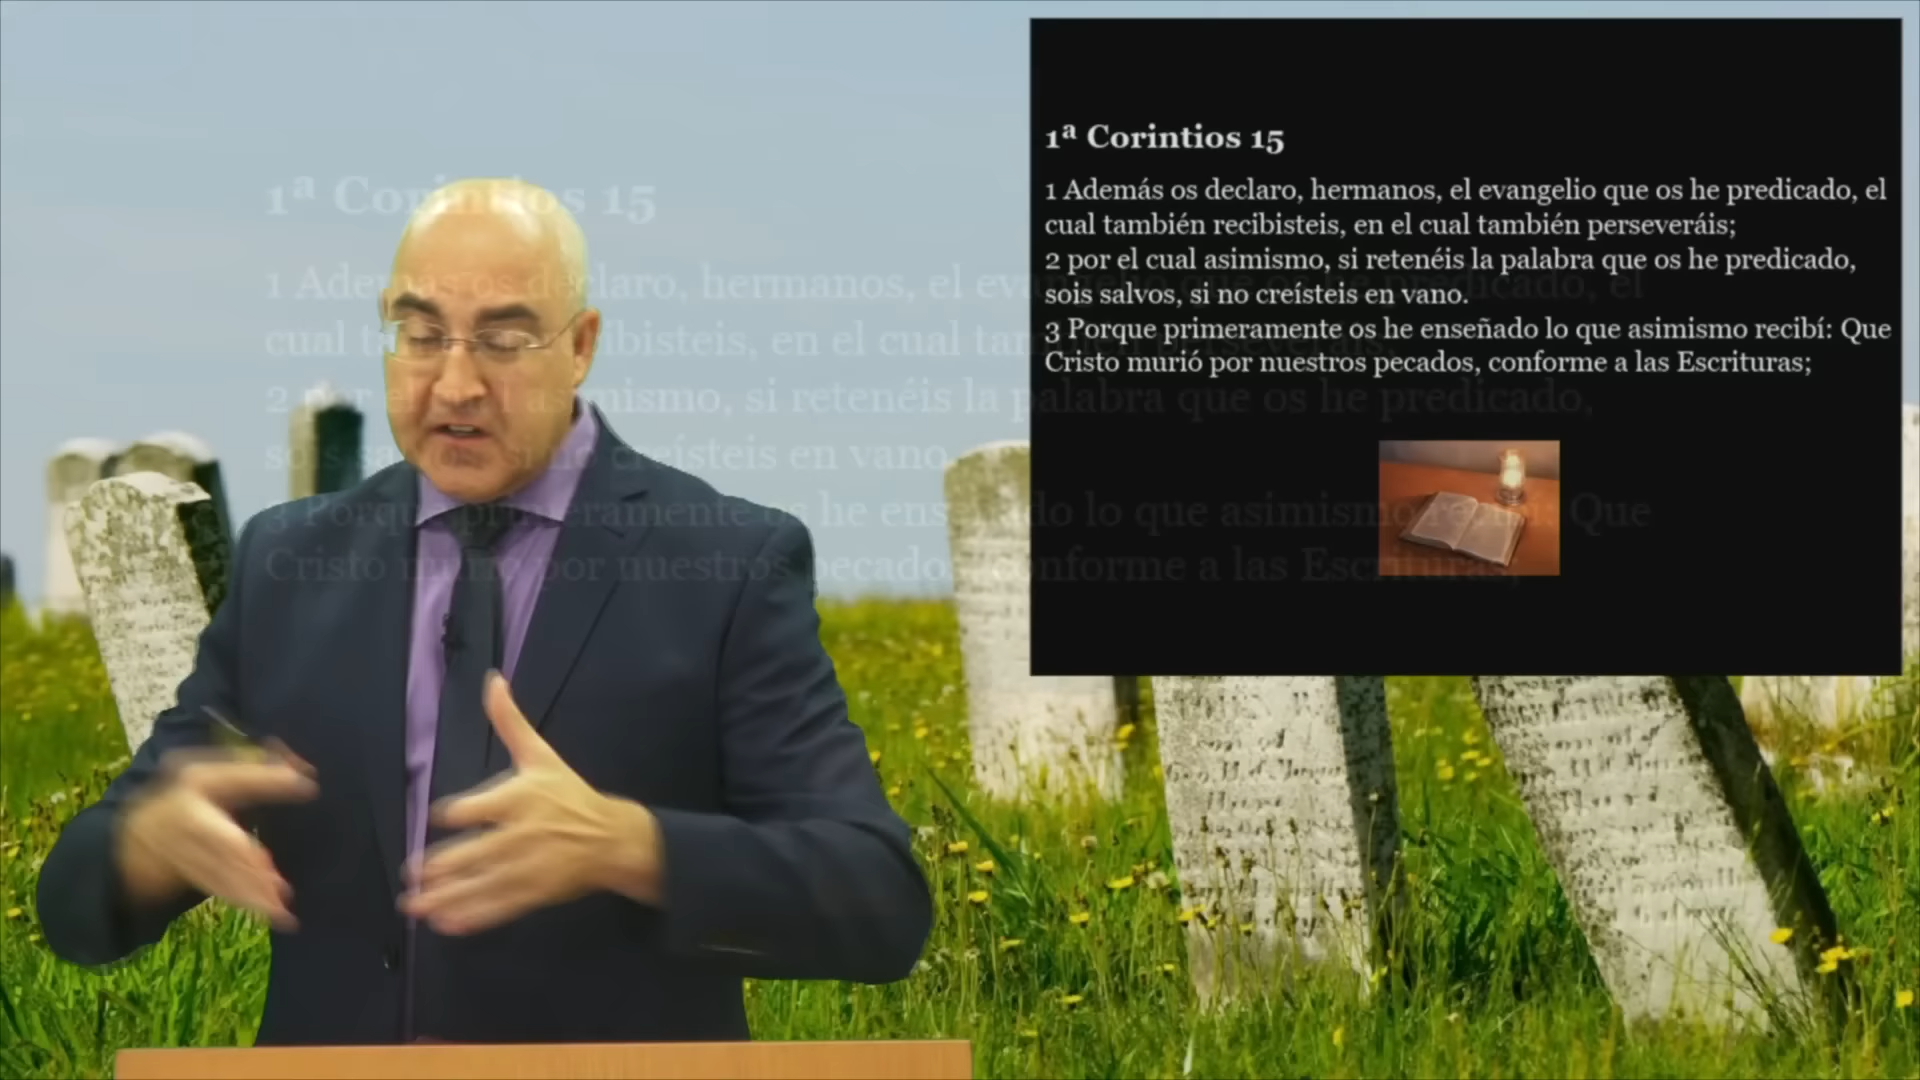 1ª Corintios 15
1 Además os declaro, hermanos, el evangelio que os he predicado, el
cual también recibisteis, en el cual también perseveráis;
2 por el cual asimismo, si retenéis la palabra que os he predicado,
sois salvos, si no creísteis en vano.
3 Porque primeramente os he enseñado lo que asimismo recibí: Que
Cristo murió por nuestros pecados, conforme a las Escrituras;